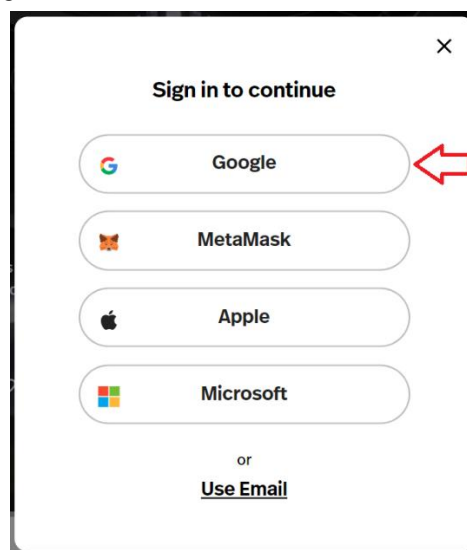 Sign in to continue
Google
MetaMask
Apple
Microsoft
or
Use Email